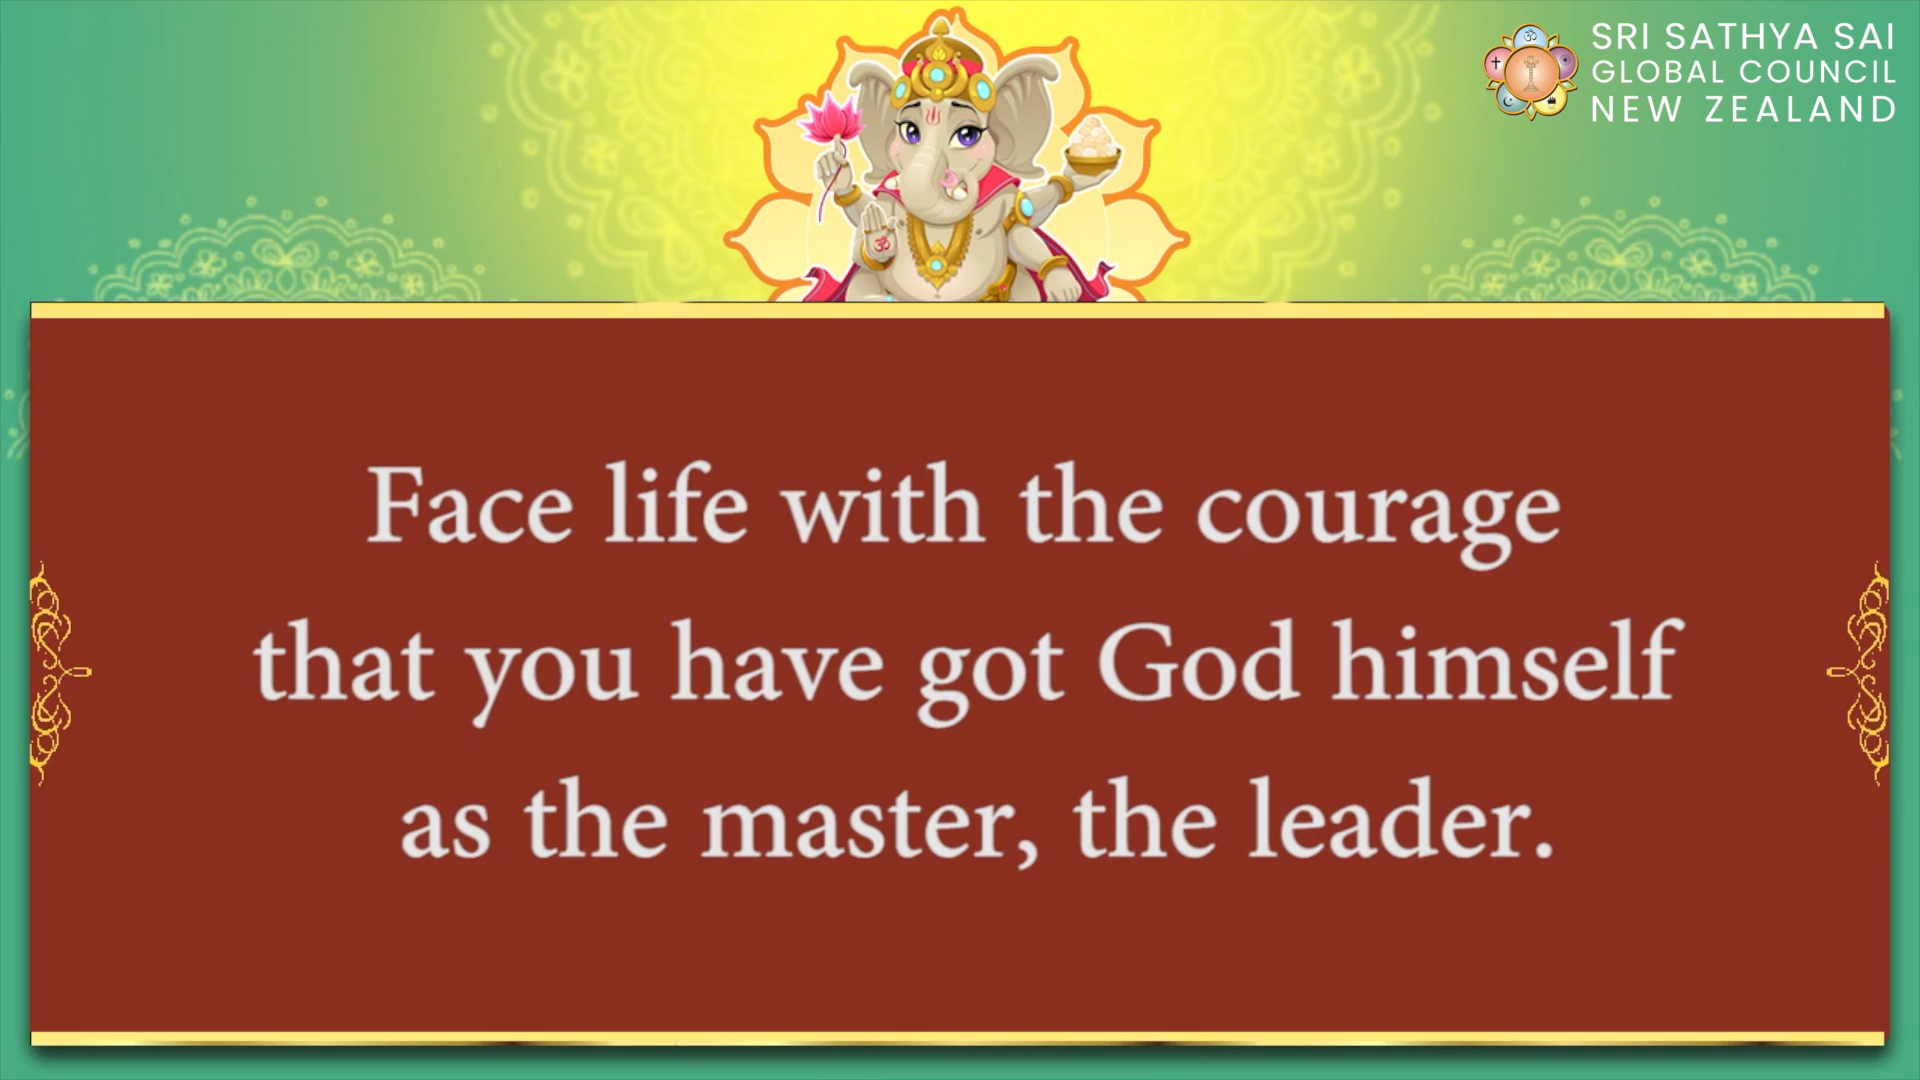 SRI SATHYA SAI
GLOBAL COUNCIL
NEW ZEALAND
Face life with the courage
that you have got God himself
as the master, the leader.